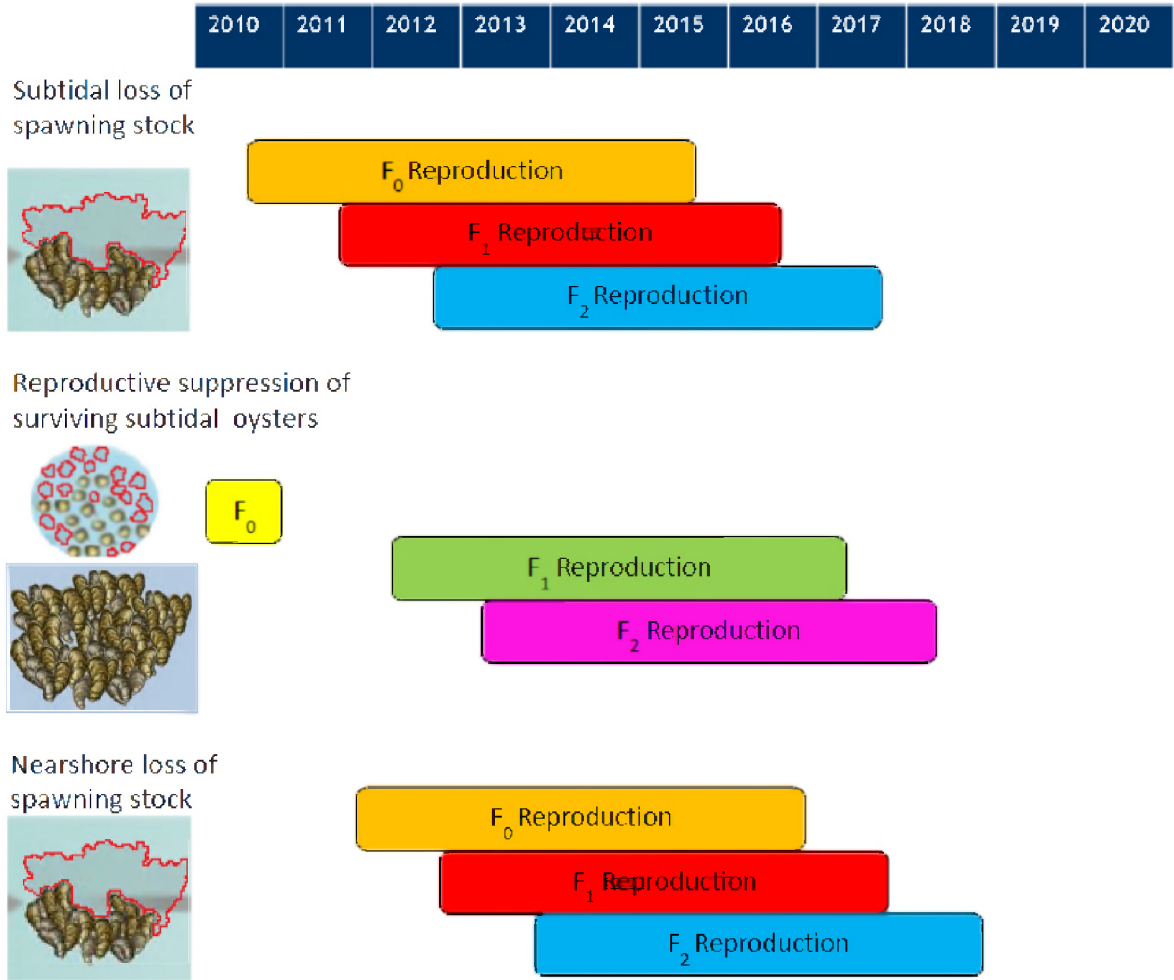 2010 2011 2012 2013 2014 2015 2016 2017 2018 2019 2020
Subtidal loss of
spawning stock
F0 Reproduction
F1 Reproduction
F2 Reproduction
Reproductive suppression of
surviving subtidal oysters
F0
F1 Reproduction
F2 Reproduction
Nearshore loss of
spawning stock
F0 Reproduction
F1 Reproduction
F2 Reproduction